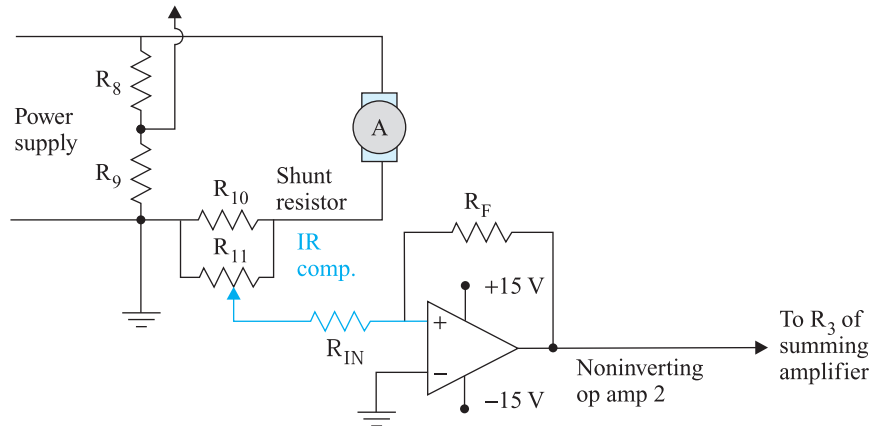 R8
Power
supply
R9
A
R10
Shunt
resistor
R11
IR
comp.
RF
+15 V
+
RIN
−
−15 V
Noninverting
op amp 2
To R3 of
summing
amplifier